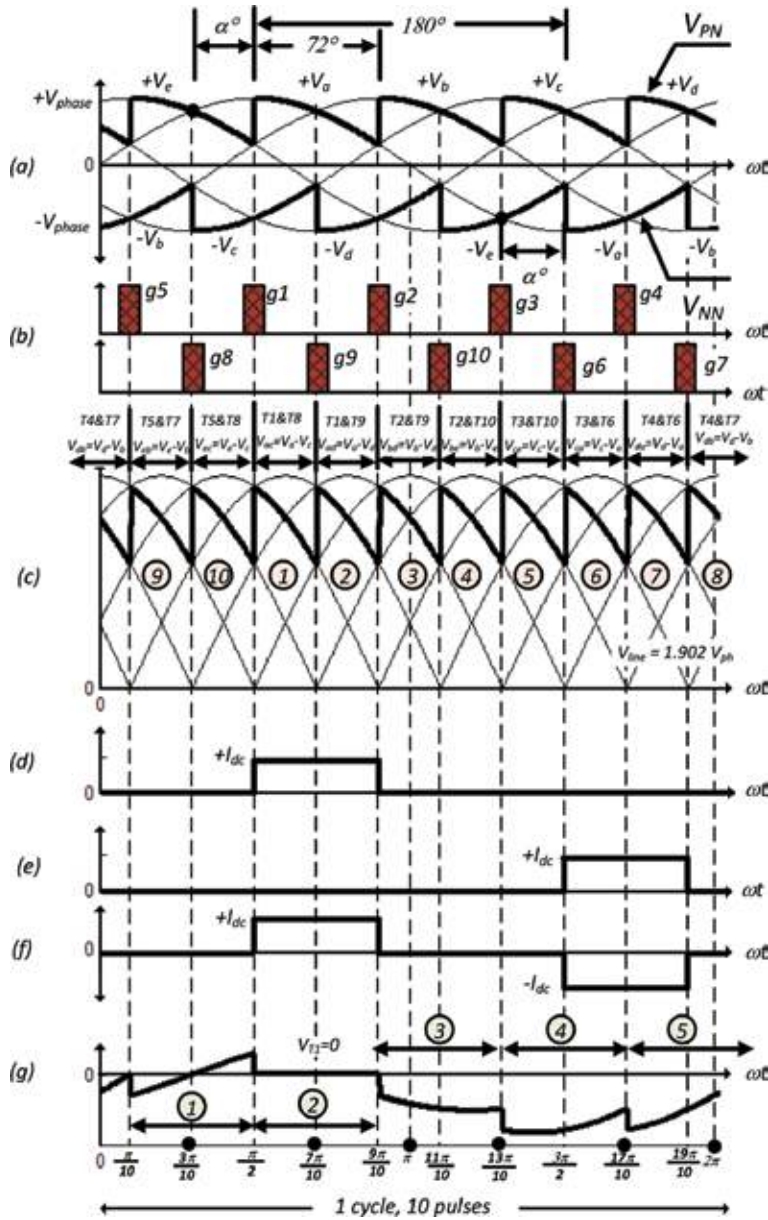 α° 180° V_PN
72°
+V_e +V_a +V_b +V_c +V_d
+V_phase
(a) 0 ωt
-V_phase
-V_b -V_c -V_d -V_e -V_a -V_b
α°
V_NN
g5 g1 g2 g3 g4
(b) ωt
g8 g9 g10 g6 g7
ωt
T4&T7 T5&T7 T5&T8 T1&T8 T1&T9 T2&T9 T2&T10 T3&T10 T3&T6 T4&T6 T4&T7
(c)
9 10 1 2 3 4 5 6 7 8
V_line = 1.902 V_ph
0 ωt
0
(d) +I_dc
0 ωt
(e) +I_dc
0 ωt
(f) +I_dc
0 ωt
-I_dc
3 4 5
V_T1=0
(g) 0 ωt
1 2
0 π/10 3π/10 π/2 7π/10 9π/10 π 11π/10 13π/10 3π/2 17π/10 19π/10 2π
1 cycle, 10 pulses